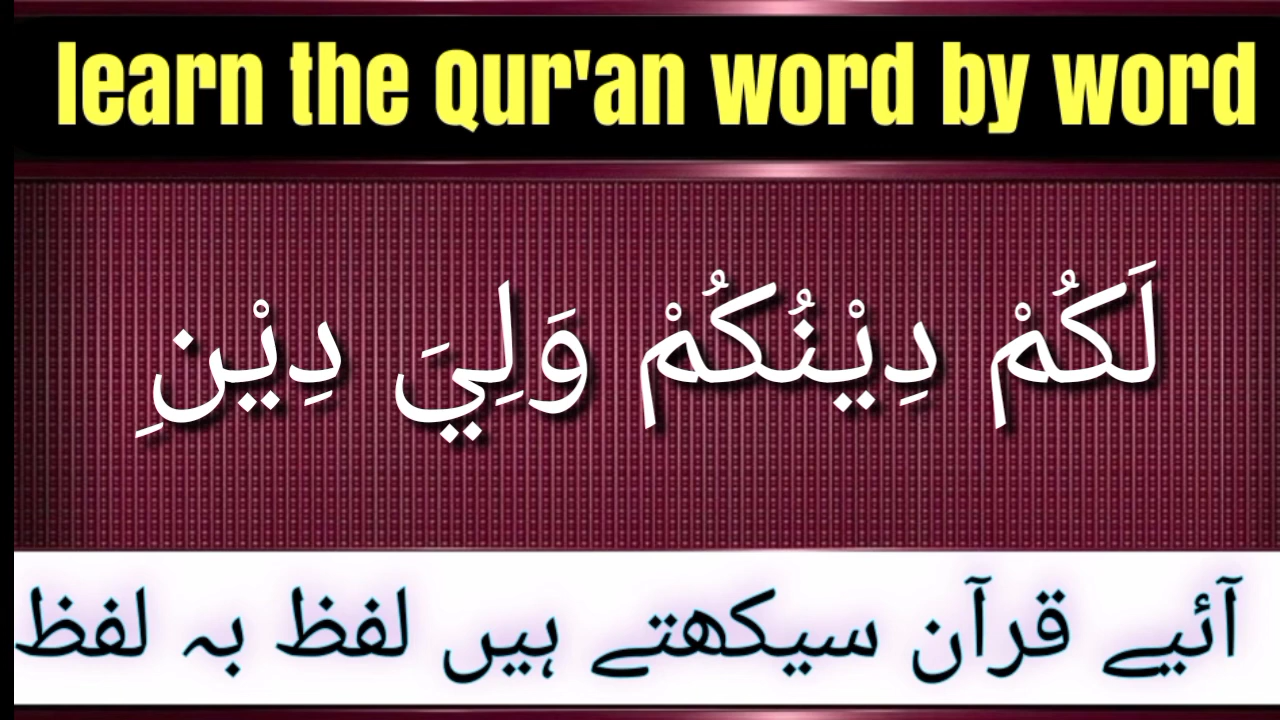 learn the Qur'an word by word
لَكُمْ دِيْنُكُمْ وَلِيَ دِيْنِ
آئیے قرآن سیکھتے ہیں لفظ بہ لفظ